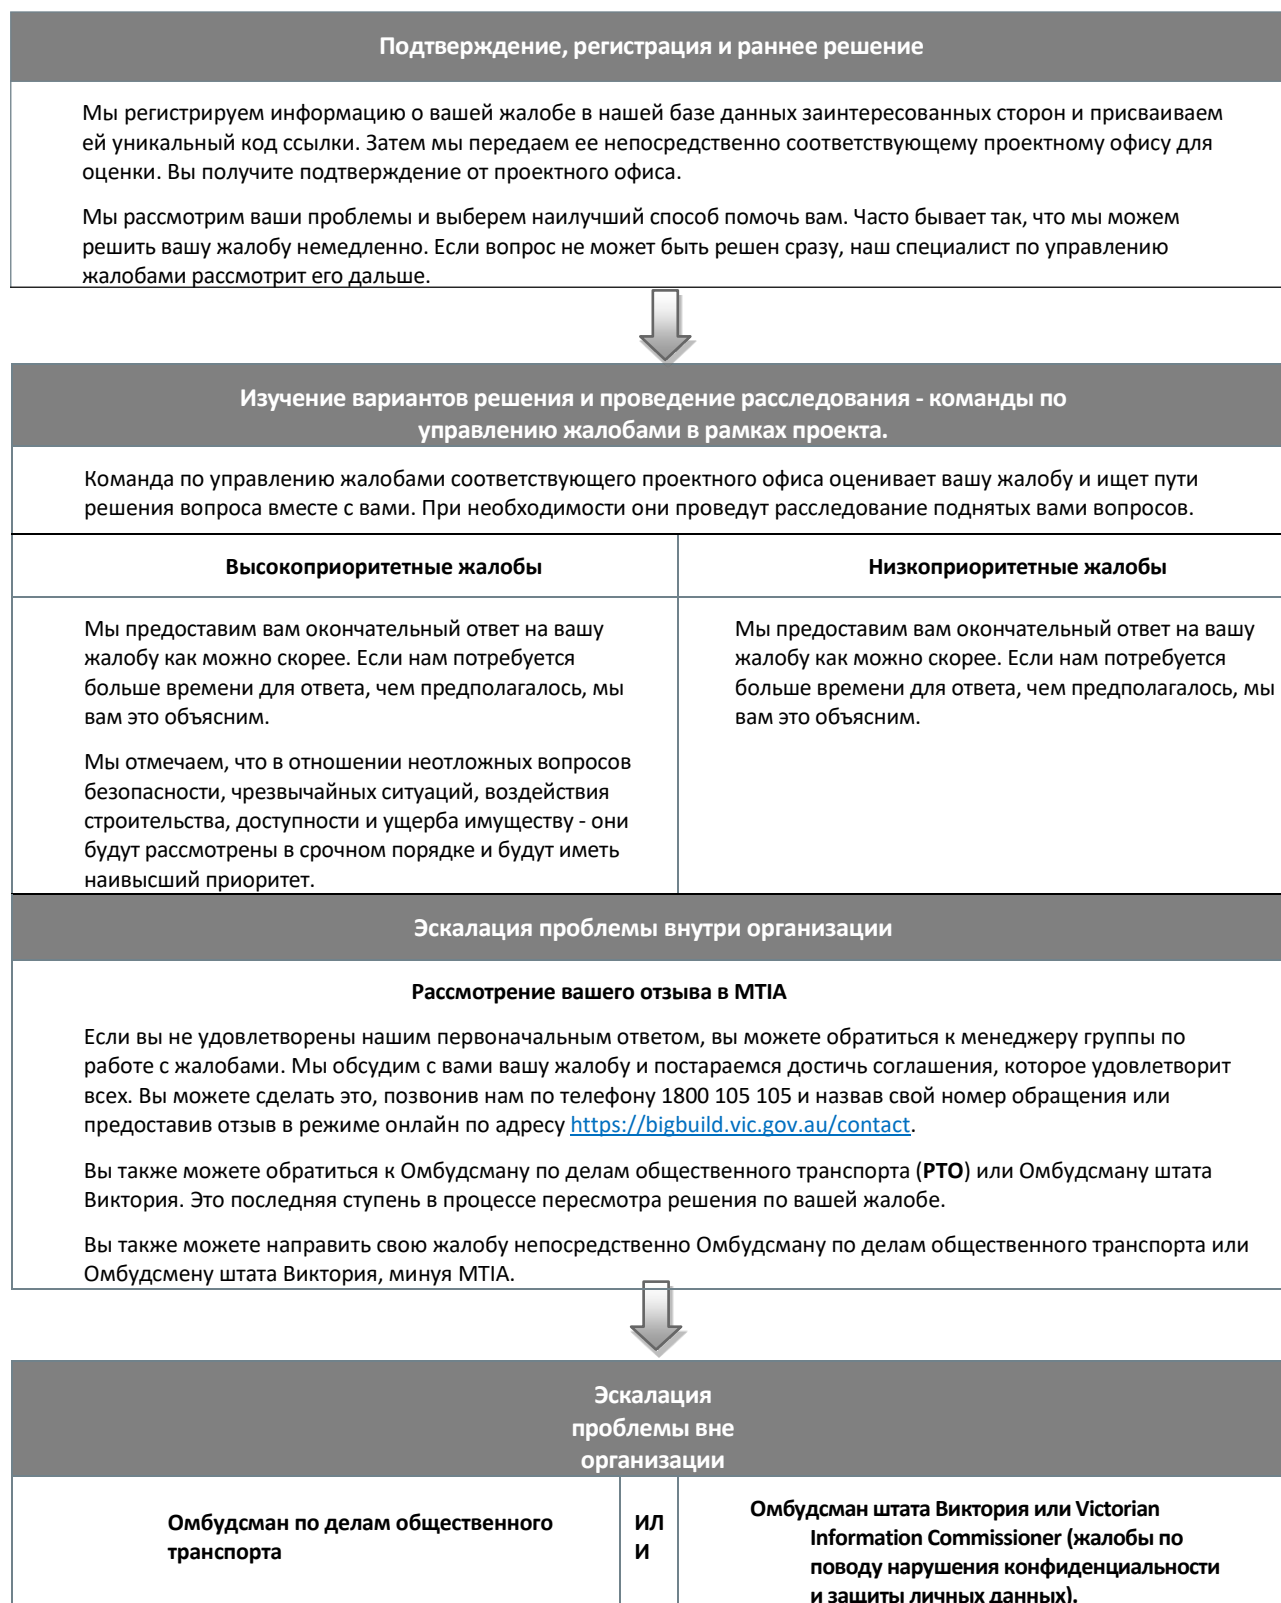 Подтверждение, регистрация и раннее решение
Мы регистрируем информацию о вашей жалобе в нашей базе данных заинтересованных сторон и присваиваем
ей уникальный код ссылки. Затем мы передаем ее непосредственно соответствующему проектному офису для
оценки. Вы получите подтверждение от проектного офиса.
Мы рассмотрим ваши проблемы и выберем наилучший способ помочь вам. Часто бывает так, что мы можем
решить вашу жалобу немедленно. Если вопрос не может быть решен сразу, наш специалист по управлению
жалобами рассмотрит его дальше.
Изучение вариантов решения и проведение расследования - команды по
управлению жалобами в рамках проекта.
Команда по управлению жалобами соответствующего проектного офиса оценивает вашу жалобу и ищет пути
решения вопроса вместе с вами. При необходимости они проведут расследование поднятых вами вопросов.
Высокоприоритетные жалобы
Мы предоставим вам окончательный ответ на вашу
жалобу как можно скорее. Если нам потребуется
больше времени для ответа, чем предполагалось, мы
вам это объясним.
Мы отмечаем, что в отношении неотложных вопросов
безопасности, чрезвычайных ситуаций, воздействия
строительства, доступности и ущерба имуществу - они
будут рассмотрены в срочном порядке и будут иметь
наивысший приоритет.
Низкоприоритетные жалобы
Мы предоставим вам окончательный ответ на вашу
жалобу как можно скорее. Если нам потребуется
больше времени для ответа, чем предполагалось, мы
вам это объясним.
Эскалация проблемы внутри организации
Рассмотрение вашего отзыва в MTIA
Если вы не удовлетворены нашим первоначальным ответом, вы можете обратиться к менеджеру группы по
работе с жалобами. Мы обсудим с вами вашу жалобу и постараемся достичь соглашения, которое удовлетворит
всех. Вы можете сделать это, позвонив нам по телефону 1800 105 105 и назвав свой номер обращения или
предоставив отзыв в режиме онлайн по адресу https://bigbuild.vic.gov.au/contact.
Вы также можете обратиться к Омбудсману по делам общественного транспорта (PTO) или Омбудсману штата
Виктория. Это последняя ступень в процессе пересмотра решения по вашей жалобе.
Вы также можете направить свою жалобу непосредственно Омбудсману по делам общественного транспорта или
Омбудсмену штата Виктория, минуя MTIA.
Эскалация
проблемы вне
организации
Омбудсман по делам общественного
транспорта
ИЛ
И
Омбудсман штата Виктория или Victorian
Information Commissioner (жалобы по
поводу нарушения конфиденциальности
и защиты личных данных).